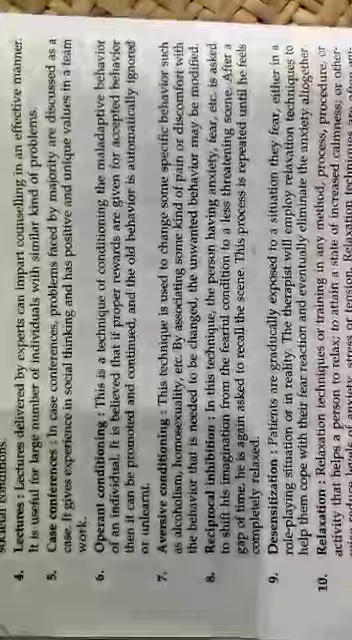 societal conditions.
4. Lectures : Lectures delivered by experts can impart counselling in an effective manner.
It is useful for large number of individuals with similar kind of problems.
5. Case conferences : In case conferences, problems faced by majority are discussed as a
case. It gives experience in social thinking and has positive and unique values in a team
work.
6. Operant conditioning : This is a technique of conditioning the maladaptive behavior
of an individual. It is believed that if proper rewards are given for accepted behavior
then it can be promoted and continued, and the old behavior is automatically ignored
or unlearnt.
7. Aversive conditioning : This technique is used to change some specific behavior such
as alcoholism, homosexuality, etc. By associating some kind of pain or discomfort with
the behavior that is needed to be changed, the unwanted behavior may be modified.
8. Reciprocal inhibition : In this technique, the person having anxiety, fear, etc. is asked
to shift his imagination from the fearful condition to a less threatening scene. After a
gap of time, he is again asked to recall the scene. This process is repeated until he feels
completely relaxed.
9. Desensitization : Patients are gradually exposed to a situation they fear, either in a
role-playing situation or in reality. The therapist will employ relaxation techniques to
help them cope with their fear reaction and eventually eliminate the anxiety altogether.
10. Relaxation : Relaxation techniques or training in any method, process, procedure, or
activity that helps a person to relax; to attain a state of increased calmness; or other-
levels of anxiety, stress or tension. Relaxation techniques are